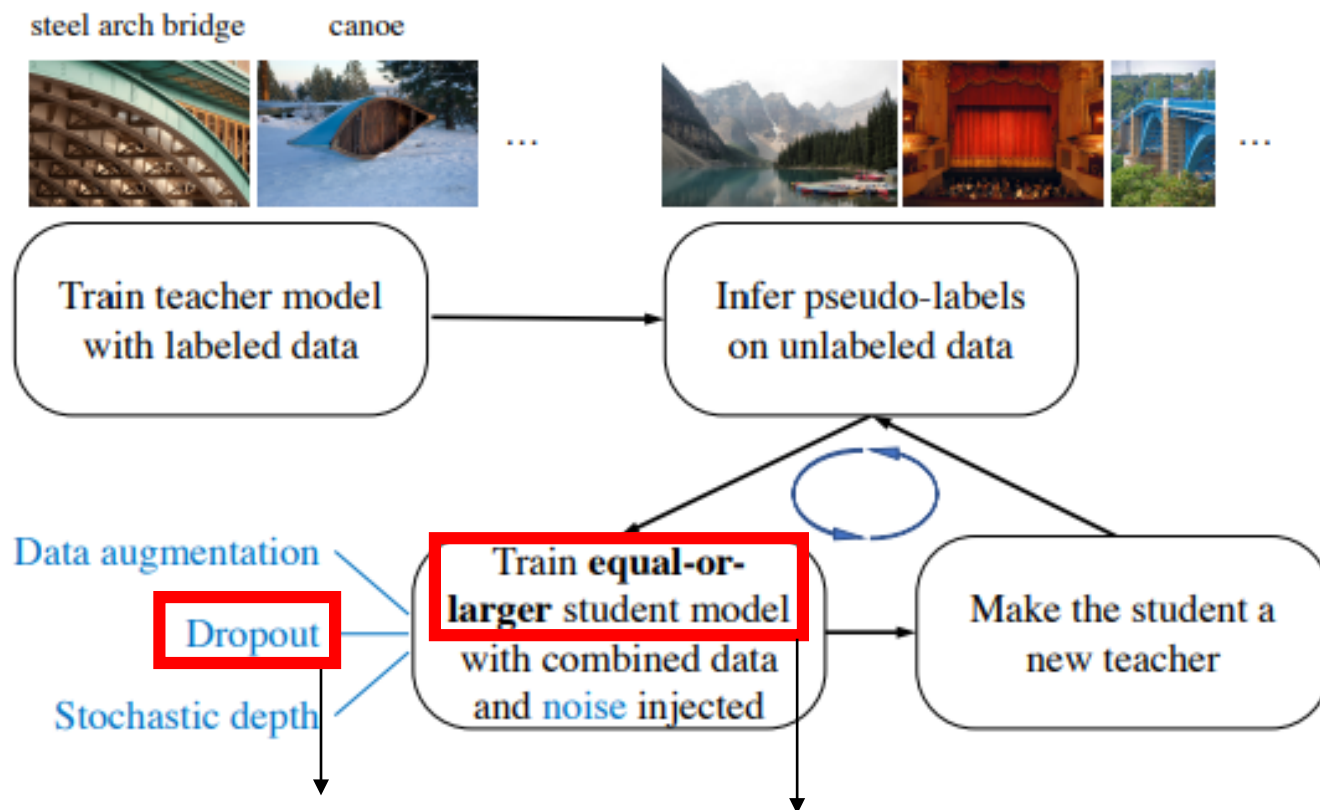 steel arch bridge
canoe
...
...
Train teacher model
with labeled data
Infer pseudo-labels
on unlabeled data
Data augmentation
Dropout
Stochastic depth
Train equal-or-
larger student model
with combined data
and noise injected
Make the student a
new teacher